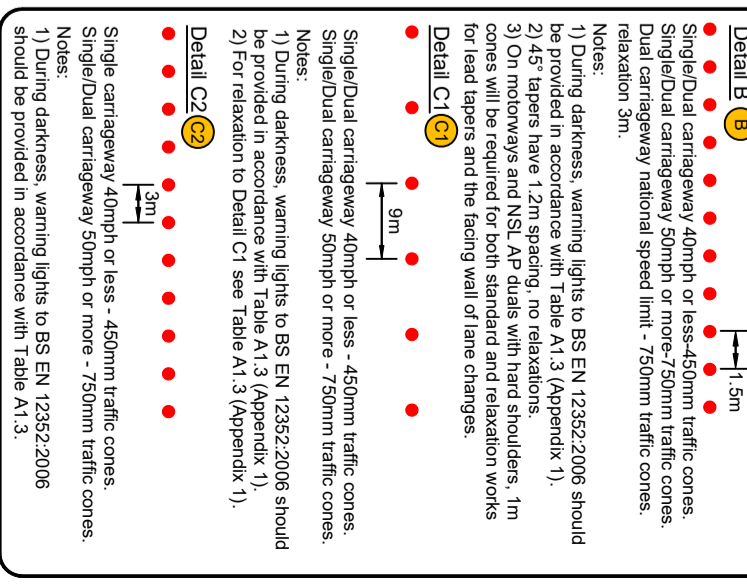 Detail B B
1.5m
Single/Dual carriageway 40mph or less-450mm traffic cones.
Single/Dual carriageway 50mph or more-750mm traffic cones.
Dual carriageway national speed limit - 750mm traffic cones.
relaxation 3m.
Notes:
1) During darkness, warning lights to BS EN 12352:2006 should
be provided in accordance with Table A1.3 (Appendix 1).
2) 45° tapers have 1.2m spacing, no relaxations.
3) On motorways and NSL AP duals with hard shoulders, 1m
cones will be required for both standard and relaxation works
for lead tapers and the facing wall of lane changes.
Detail C1 C1
9m
Single/Dual carriageway 40mph or less - 450mm traffic cones.
Single/Dual carriageway 50mph or more - 750mm traffic cones.
Notes:
1) During darkness, warning lights to BS EN 12352:2006 should
be provided in accordance with Table A1.3 (Appendix 1).
2) For relaxation to Detail C1 see Table A1.3 (Appendix 1).
Detail C2 C2
3m
Single carriageway 40mph or less - 450mm traffic cones.
Single/Dual carriageway 50mph or more - 750mm traffic cones.
Notes:
1) During darkness, warning lights to BS EN 12352:2006
should be provided in accordance with Table A1.3.